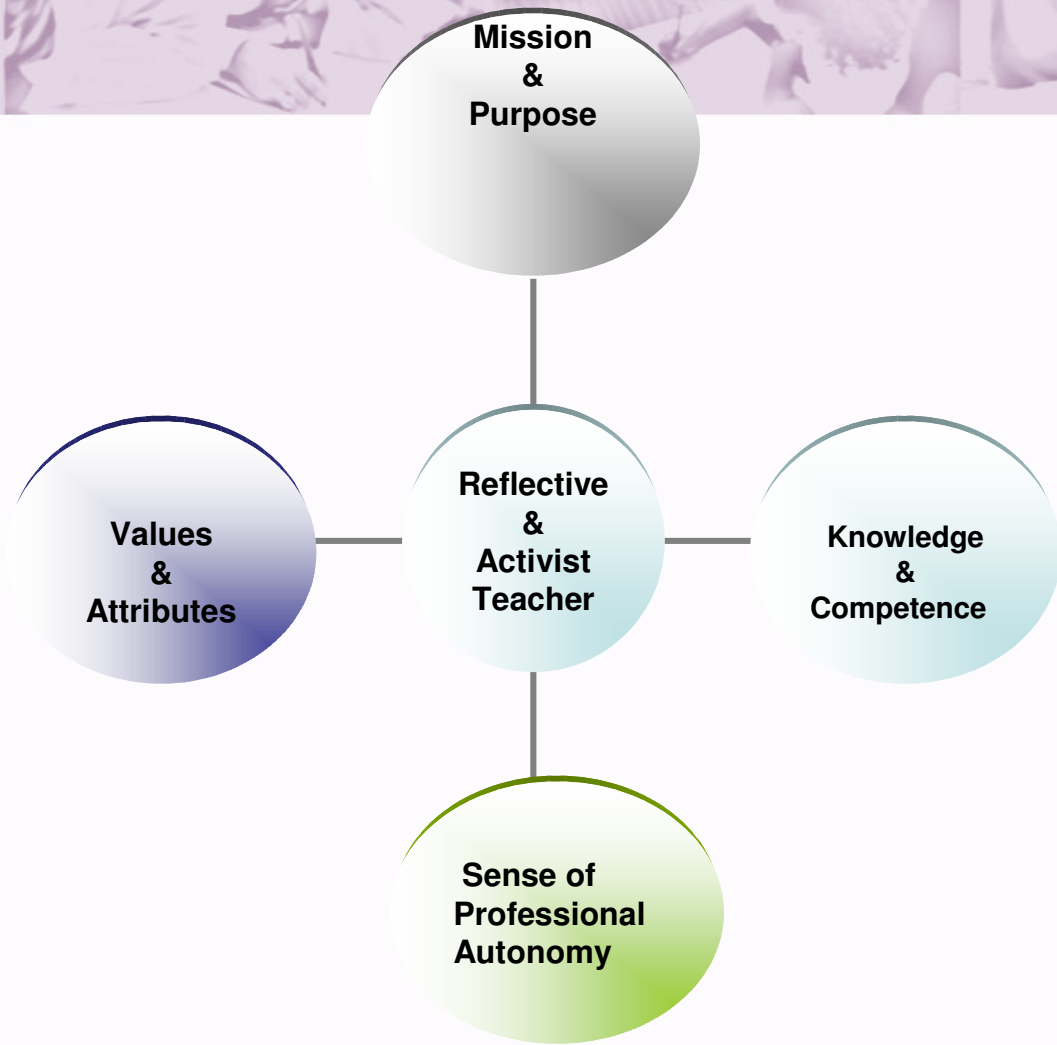 Mission
&
Purpose
Reflective
&
Activist
Teacher
Values
&
Attributes
Knowledge
&
Competence
Sense of
Professional
Autonomy